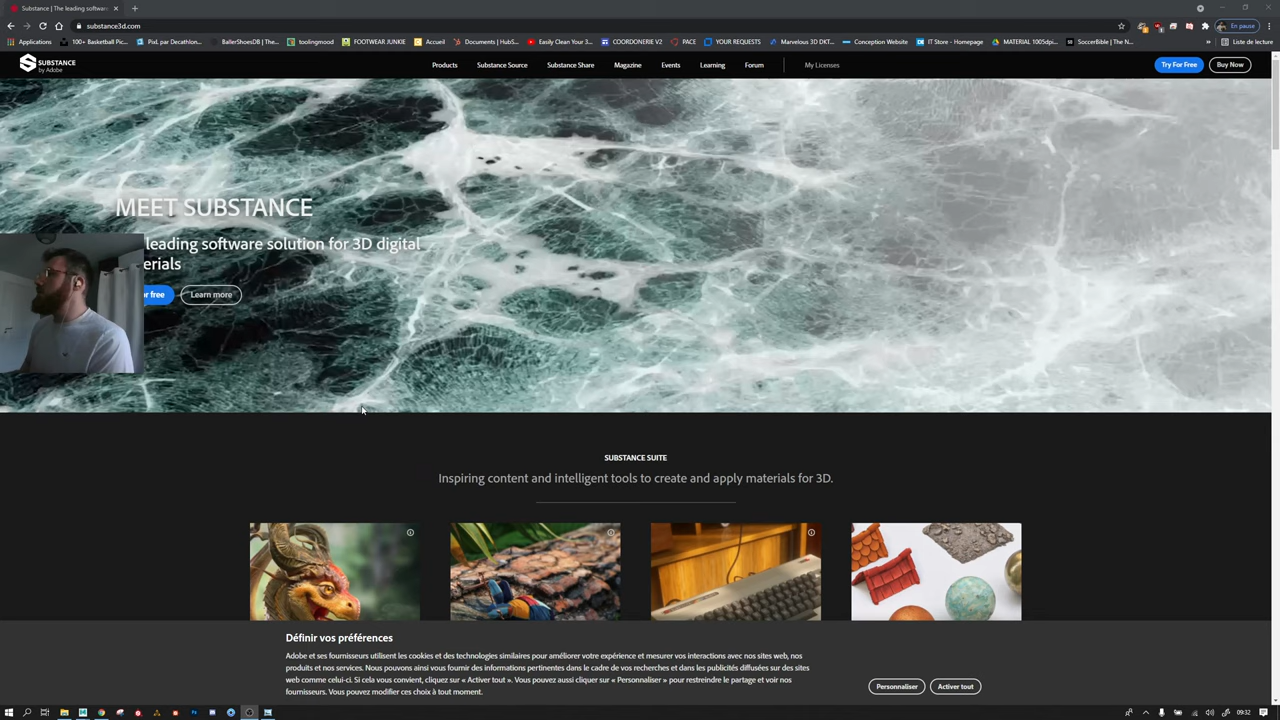 Substance | The leading software
substance3d.com
En pause
Applications
100+ Basketball Pic...
PixL par Decathlon...
BallerShoesDB | The...
toolingmood
FOOTWEAR JUNKIE
Accueil
Documents | HubS...
Easily Clean Your 3...
COORDONERIE V2
PACE
YOUR REQUESTS
Marvelous 3D DKT...
Conception Website
IT Store - Homepage
MATERIAL 1005dpi...
SoccerBible | The N...
Liste de lecture
SUBSTANCE
by Adobe
Products
Substance Source
Substance Share
Magazine
Events
Learning
Forum
My Licenses
Try For Free
Buy Now
MEET SUBSTANCE
leading software solution for 3D digital
erials
or free
Learn more
SUBSTANCE SUITE
Inspiring content and intelligent tools to create and apply materials for 3D.
Définir vos préférences
Adobe et ses fournisseurs utilisent les cookies et des technologies similaires pour améliorer votre expérience et mesurer vos interactions avec nos sites web, nos
produits et nos services. Nous pouvons ainsi vous fournir des informations pertinentes dans le cadre de vos recherches et dans les publicités diffusées sur des sites
web comme celui-ci. Si cela vous convient, cliquez sur « Activer tout ». Vous pouvez aussi cliquer sur « Personnaliser » pour restreindre le partage et voir nos
fournisseurs. Vous pouvez modifier ces choix à tout moment.
Personnaliser
Activer tout
09:32